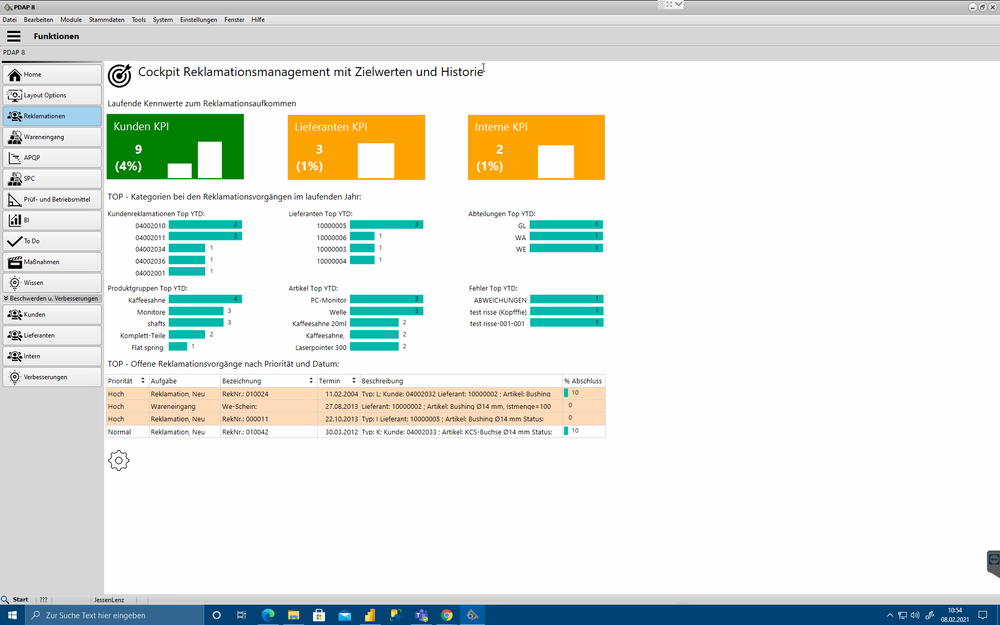 PDAP 8
Datei Bearbeiten Module Stammdaten Tools System Einstellungen Fenster Hilfe
Funktionen
PDAP 8
Home
Layout Options
Reklamationen
Wareneingang
APQP
SPC
Prüf- und Betriebsmittel
BI
To Do
Maßnahmen
Wissen
Beschwerden u. Verbesserungen
Kunden
Lieferanten
Intern
Verbesserungen
Cockpit Reklamationsmanagement mit Zielwerten und Historie
Laufende Kennwerte zum Reklamationsaufkommen
Kunden KPI
9
(4%)
Lieferanten KPI
3
(1%)
Interne KPI
2
(1%)
TOP - Kategorien bei den Reklamationsvorgängen im laufenden Jahr:
Kundenreklamationen Top YTD:
04002010 2
04002011 2
04002034 1
04002036 1
04002001 1
Lieferanten Top YTD:
10000005 3
10000006 1
10000003 1
10000004 1
Abteilungen Top YTD:
GL 1
WA 1
WE 1
Produktgruppen Top YTD:
Kaffeesahne 4
Monitore 3
shafts 3
Komplett-Teile 2
Flat spring 1
Artikel Top YTD:
PC-Monitor 3
Welle 3
Kaffeesahne 20ml 2
Kaffeesahne, 2
Laserpointer 300 2
Fehler Top YTD:
ABWEICHUNGEN 1
test risse (Kopfffie) 1
test risse-001-001 1
TOP - Offene Reklamationsvorgänge nach Priorität und Datum:
Priorität Aufgabe Bezeichnung Termin Beschreibung % Abschluss
Hoch Reklamation, Neu RekNr.: 010024 11.02.2004 Typ: L; Kunde: 04002032 Lieferant: 10000002 ; Artikel: Bushing 10
Hoch Wareneingang We-Schein: 27.08.2013 Lieferant: 10000002 ; Artikel: Bushing Ø14 mm, Istmenge=100 0
Hoch Reklamation, Neu RekNr.: 000011 22.10.2013 Typ: I Lieferant: 10000005 ; Artikel: Bushing Ø14 mm Status: 0
Normal Reklamation, Neu RekNr.: 010042 30.03.2012 Typ: K; Kunde: 04002033 ; Artikel: KCS-Buchse Ø14 mm Status: 10
Start ??? JessenLenz
Zur Suche Text hier eingeben
10:54
08.02.2021